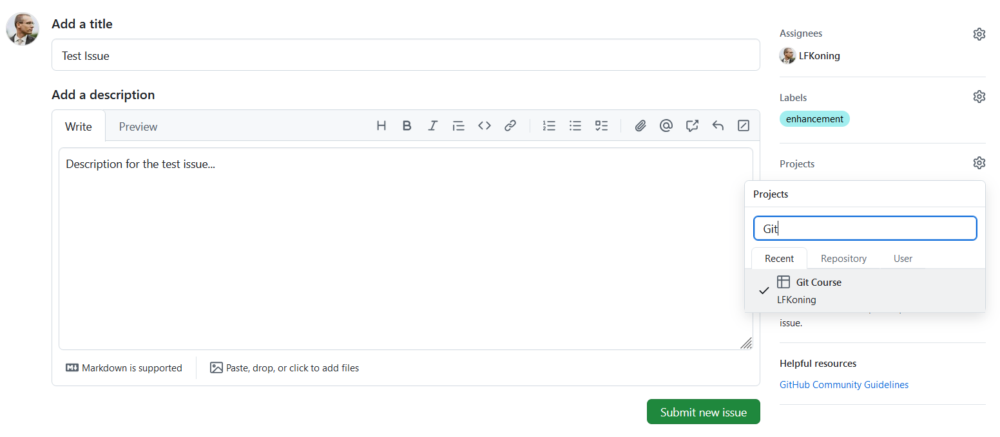 Add a title
Test Issue
Add a description
Write Preview
Description for the test issue...
Markdown is supported
Paste, drop, or click to add files
Submit new issue
Assignees
LFKoning
Labels
enhancement
Projects
Projects
Git
Recent Repository User
Git Course
LFKoning
issue.
Helpful resources
GitHub Community Guidelines